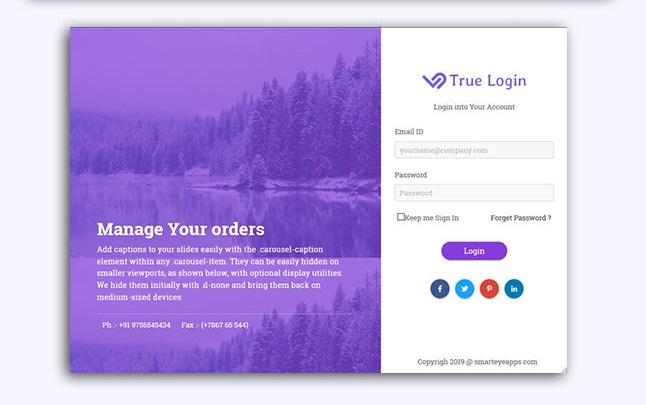 Manage Your orders
Add captions to your slides easily with the .carousel-caption
element within any .carousel-item. They can be easily hidden on
smaller viewports, as shown below, with optional display utilities.
We hide them initially with .d-none and bring them back on
medium-sized devices
Ph :- +91 9756545434 Fax :- (+7867 65 544)
True Login
Login into Your Account
Email ID
yourname@company.com
Password
Password
Keep me Sign In Forget Password ?
Login
Copyrigh 2019 @ smarteyeapps.com